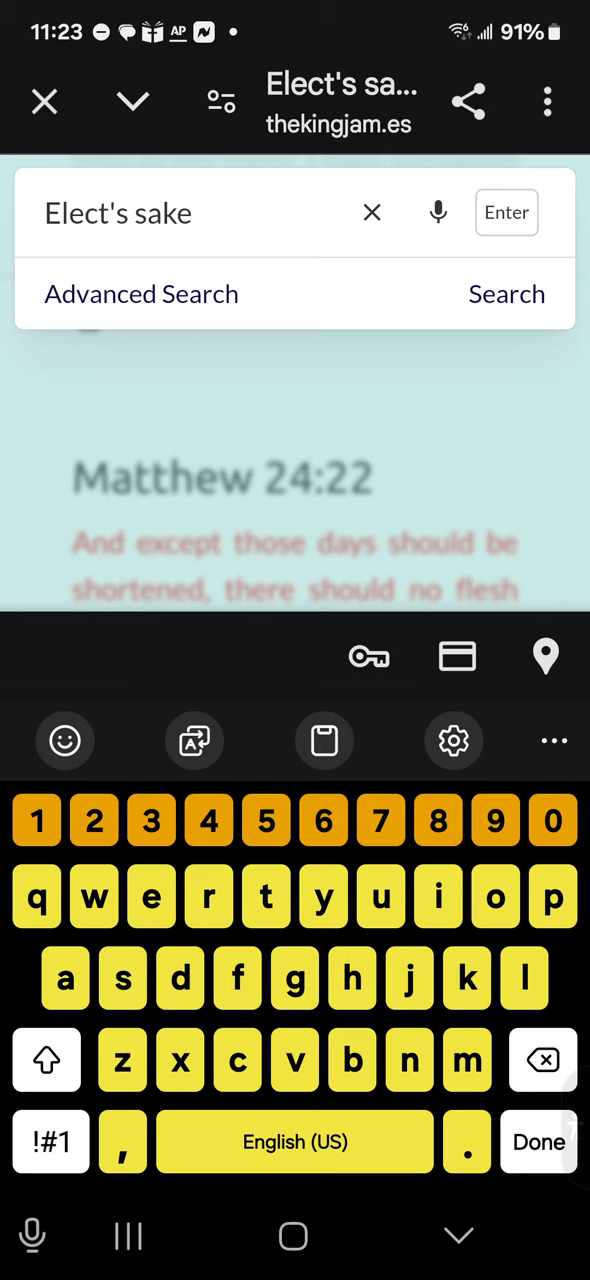 11:23 AP 91%
Elect's sa...
thekingjam.es
Elect's sake Enter
Advanced Search Search
Matthew 24:22
And except those days should be
shortened, there should no flesh
1 2 3 4 5 6 7 8 9 0
q w e r t y u i o p
a s d f g h j k l
z x c v b n m
!#1 , English (US) . Done